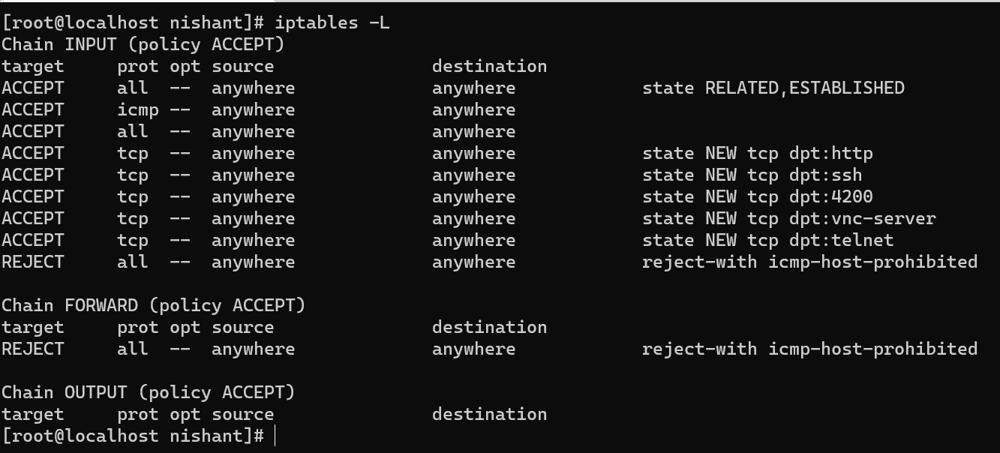 [root@localhost nishant]# iptables -L
Chain INPUT (policy ACCEPT)
target     prot opt source               destination
ACCEPT     all  --  anywhere             anywhere            state RELATED,ESTABLISHED
ACCEPT     icmp --  anywhere             anywhere
ACCEPT     all  --  anywhere             anywhere
ACCEPT     tcp  --  anywhere             anywhere            state NEW tcp dpt:http
ACCEPT     tcp  --  anywhere             anywhere            state NEW tcp dpt:ssh
ACCEPT     tcp  --  anywhere             anywhere            state NEW tcp dpt:4200
ACCEPT     tcp  --  anywhere             anywhere            state NEW tcp dpt:vnc-server
ACCEPT     tcp  --  anywhere             anywhere            state NEW tcp dpt:telnet
REJECT     all  --  anywhere             anywhere            reject-with icmp-host-prohibited

Chain FORWARD (policy ACCEPT)
target     prot opt source               destination
REJECT     all  --  anywhere             anywhere            reject-with icmp-host-prohibited

Chain OUTPUT (policy ACCEPT)
target     prot opt source               destination
[root@localhost nishant]#